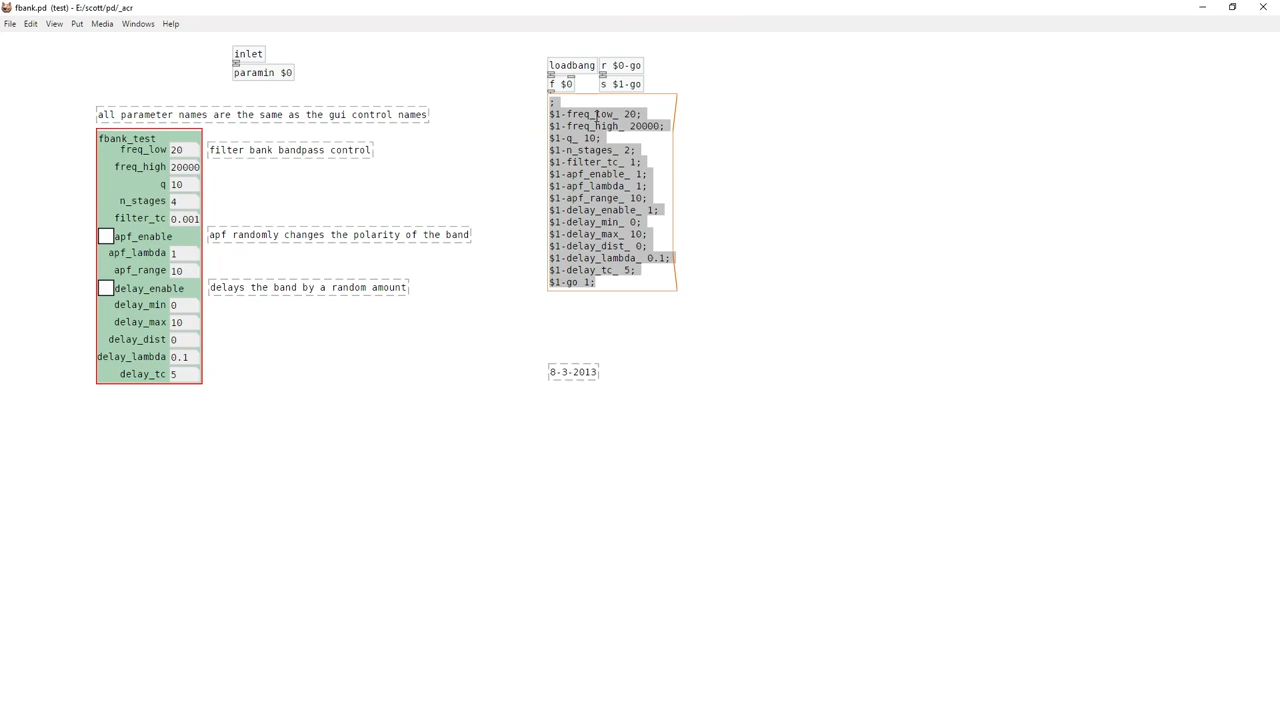 fbank.pd (test) - E:/scott/pd/_acr
File Edit View Put Media Windows Help
inlet
paramin $0
all parameter names are the same as the gui control names
fbank_test
freq_low 20
filter bank bandpass control
freq_high 20000
q 10
n_stages 4
filter_tc 0.001
apf_enable
apf randomly changes the polarity of the band
apf_lambda 1
apf_range 10
delay_enable
delays the band by a random amount
delay_min 0
delay_max 10
delay_dist 0
delay_lambda 0.1
delay_tc 5
loadbang r $0-go
f $0 s $1-go
;
$1-freq_low_ 20;
$1-freq_high_ 20000;
$1-q_ 10;
$1-n_stages_ 2;
$1-filter_tc_ 1;
$1-apf_enable_ 1;
$1-apf_lambda_ 1;
$1-apf_range_ 10;
$1-delay_enable_ 1;
$1-delay_min_ 0;
$1-delay_max_ 10;
$1-delay_dist_ 0;
$1-delay_lambda_ 0.1;
$1-delay_tc_ 5;
$1-go 1;
8-3-2013